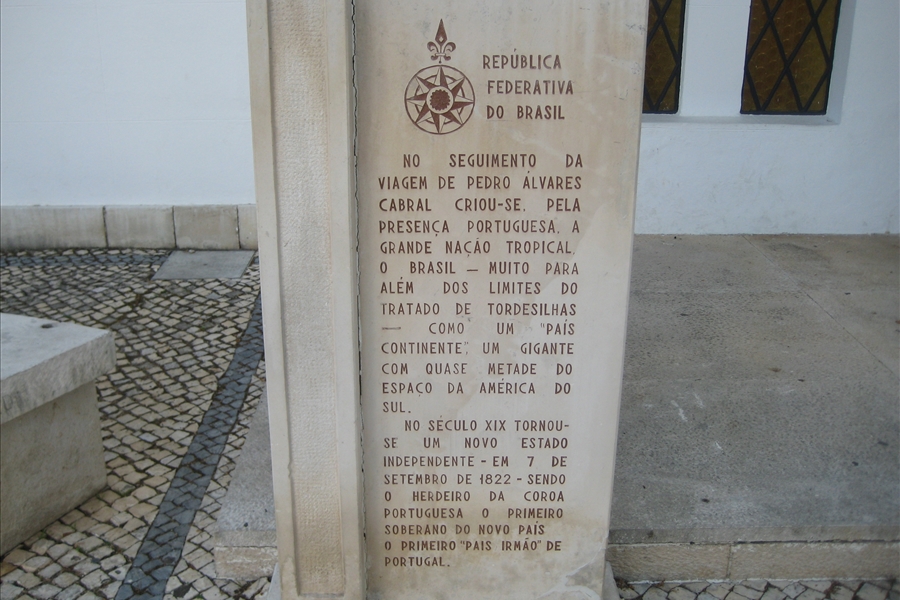 REPÚBLICA
FEDERATIVA
DO BRASIL
NO SEGUIMENTO DA
VIAGEM DE PEDRO ÁLVARES
CABRAL CRIOU-SE, PELA
PRESENÇA PORTUGUESA, A
GRANDE NAÇÃO TROPICAL,
O BRASIL — MUITO PARA
ALÉM DOS LIMITES DO
TRATADO DE TORDESILHAS
— COMO UM "PAÍS
CONTINENTE", UM GIGANTE
COM QUASE METADE DO
ESPAÇO DA AMÉRICA DO
SUL.
NO SÉCULO XIX TORNOU-
SE UM NOVO ESTADO
INDEPENDENTE - EM 7 DE
SETEMBRO DE 1822 - SENDO
O HERDEIRO DA COROA
PORTUGUESA O PRIMEIRO
SOBERANO DO NOVO PAÍS
O PRIMEIRO "PAIS IRMÃO" DE
PORTUGAL.